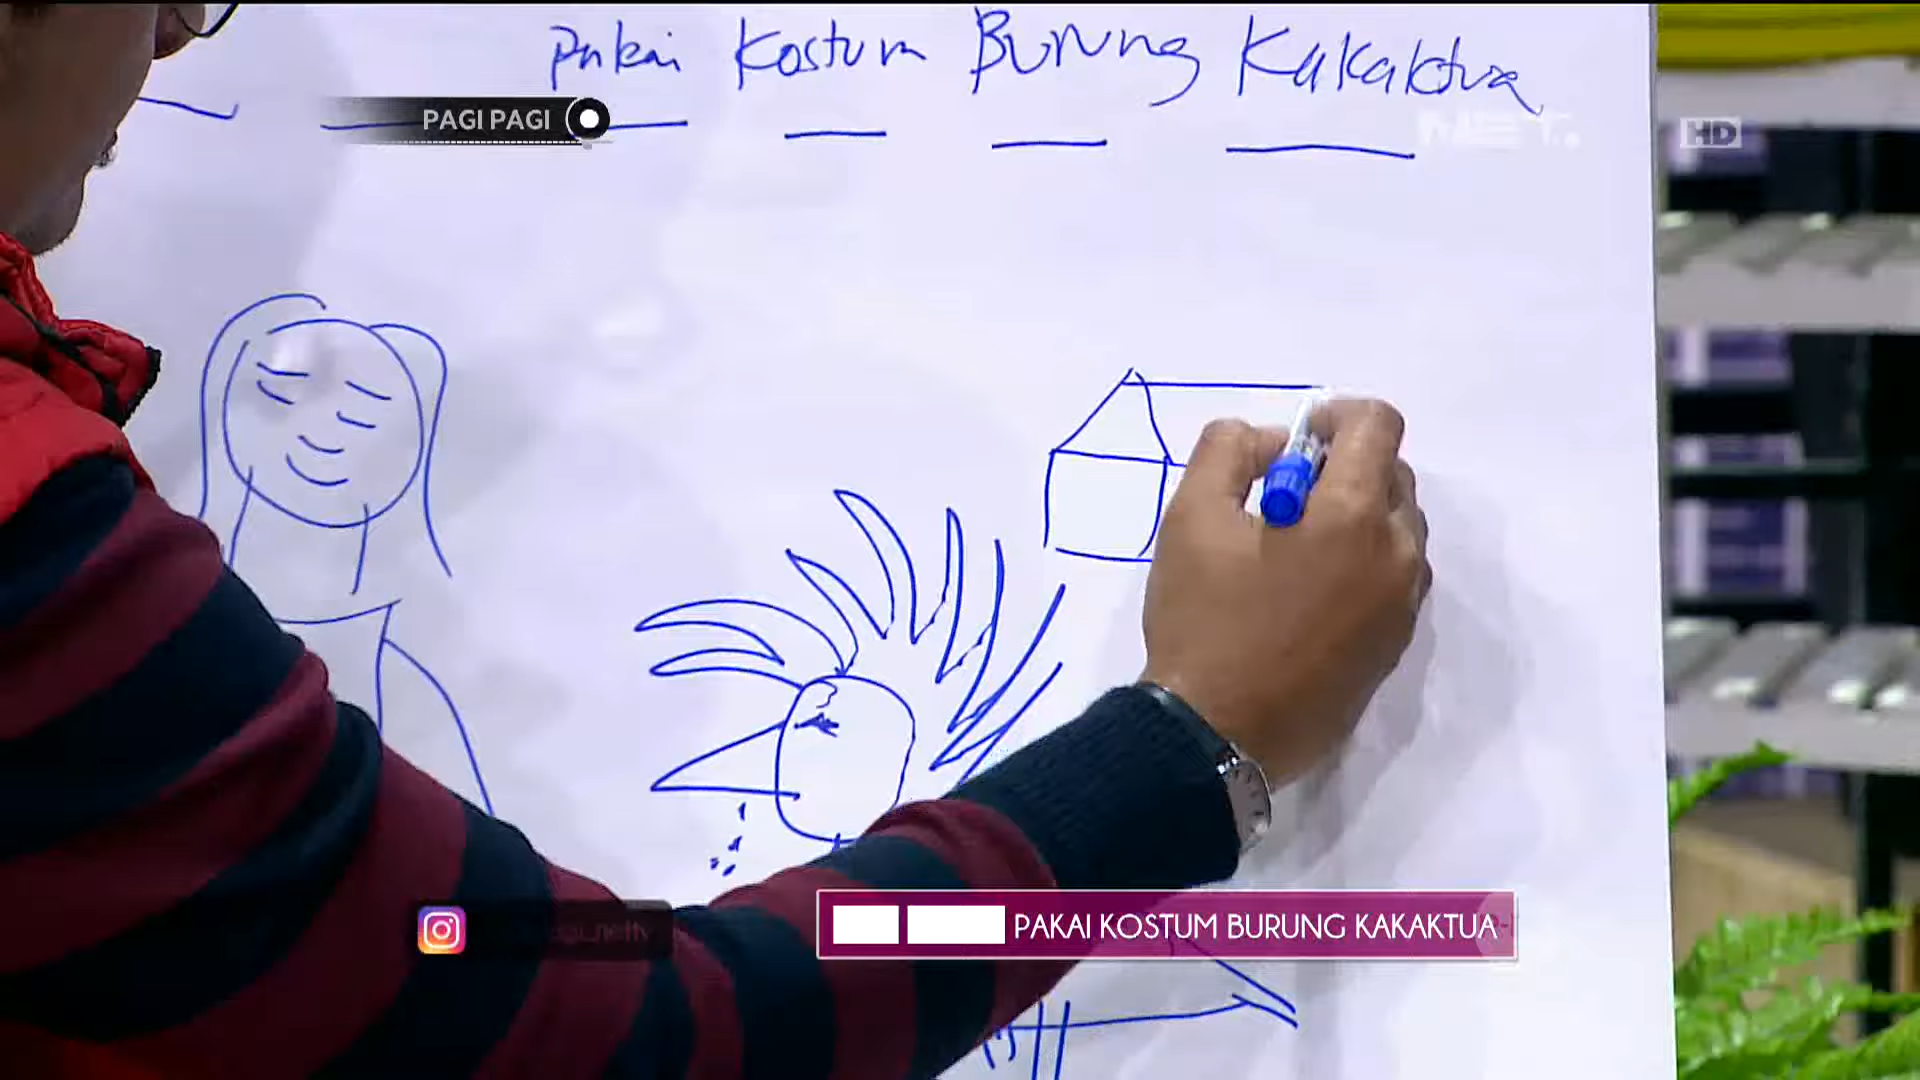 Pakai Kostum Burung Kakaktua
PAGI PAGI
NET.
HD
PAKAI KOSTUM BURUNG KAKAKTUA